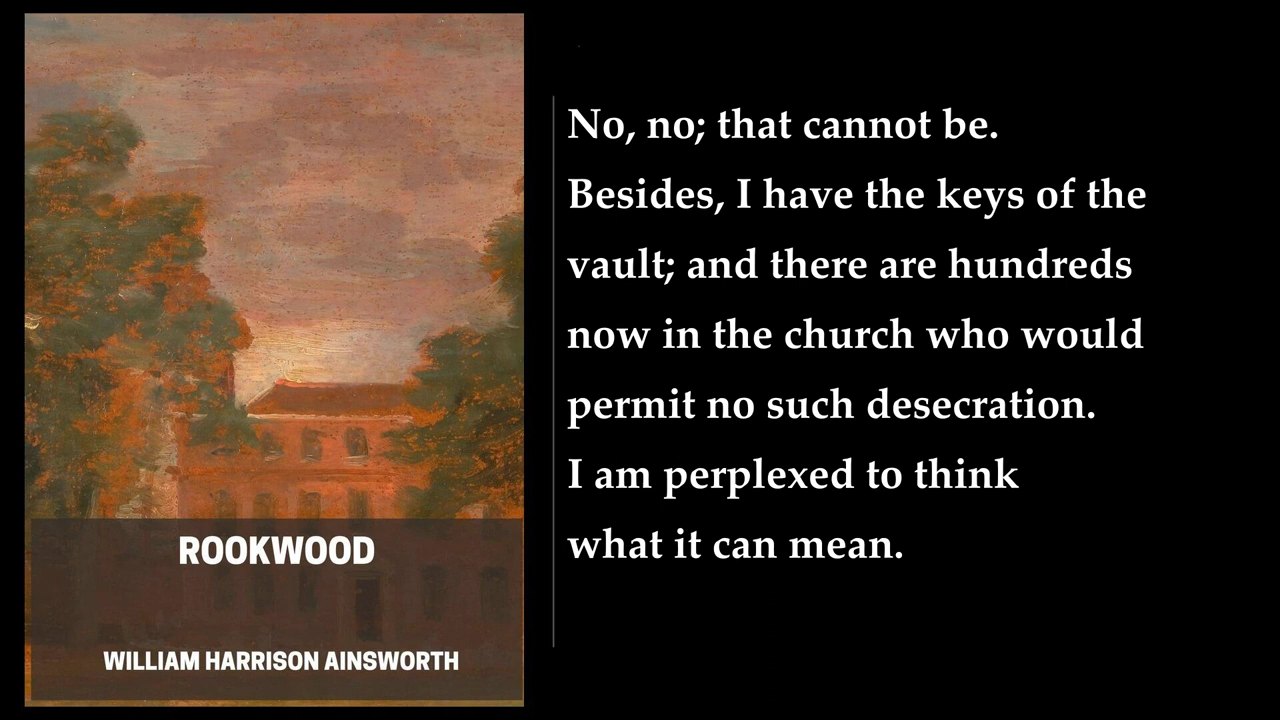 ROOKWOOD
WILLIAM HARRISON AINSWORTH
No, no; that cannot be.
Besides, I have the keys of the
vault; and there are hundreds
now in the church who would
permit no such desecration.
I am perplexed to think
what it can mean.